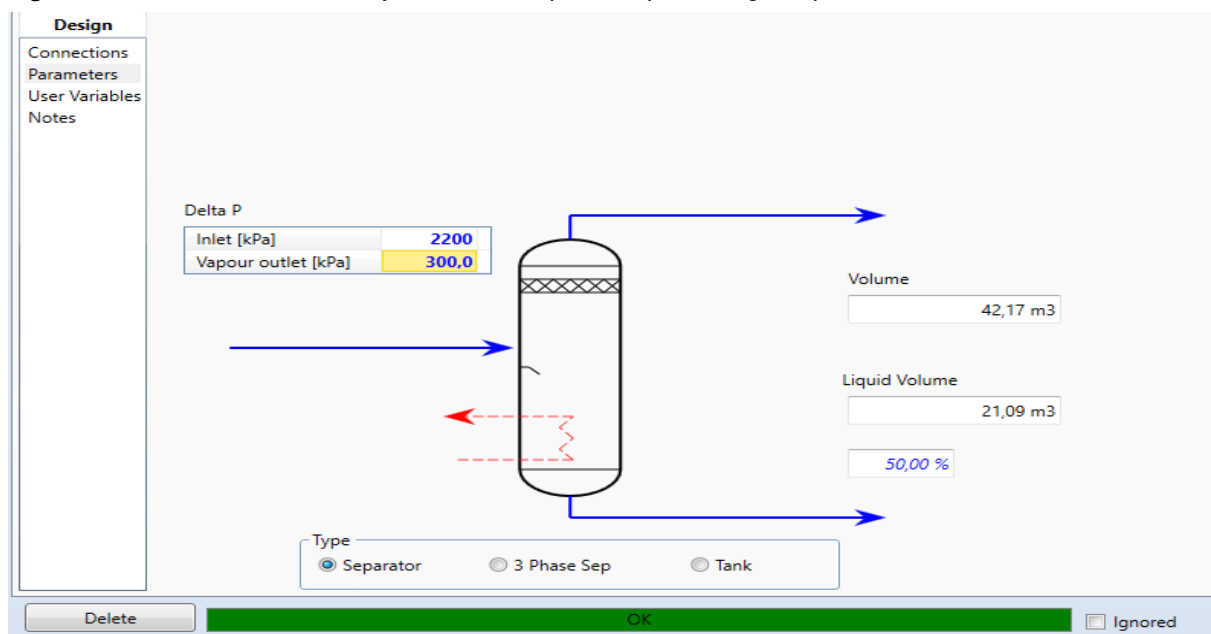 Design
Connections
Parameters
User Variables
Notes
Delta P
Inlet [kPa] 2200
Vapour outlet [kPa] 300,0
Volume
42,17 m3
Liquid Volume
21,09 m3
50,00 %
Type
Separator 3 Phase Sep Tank
Delete OK Ignored